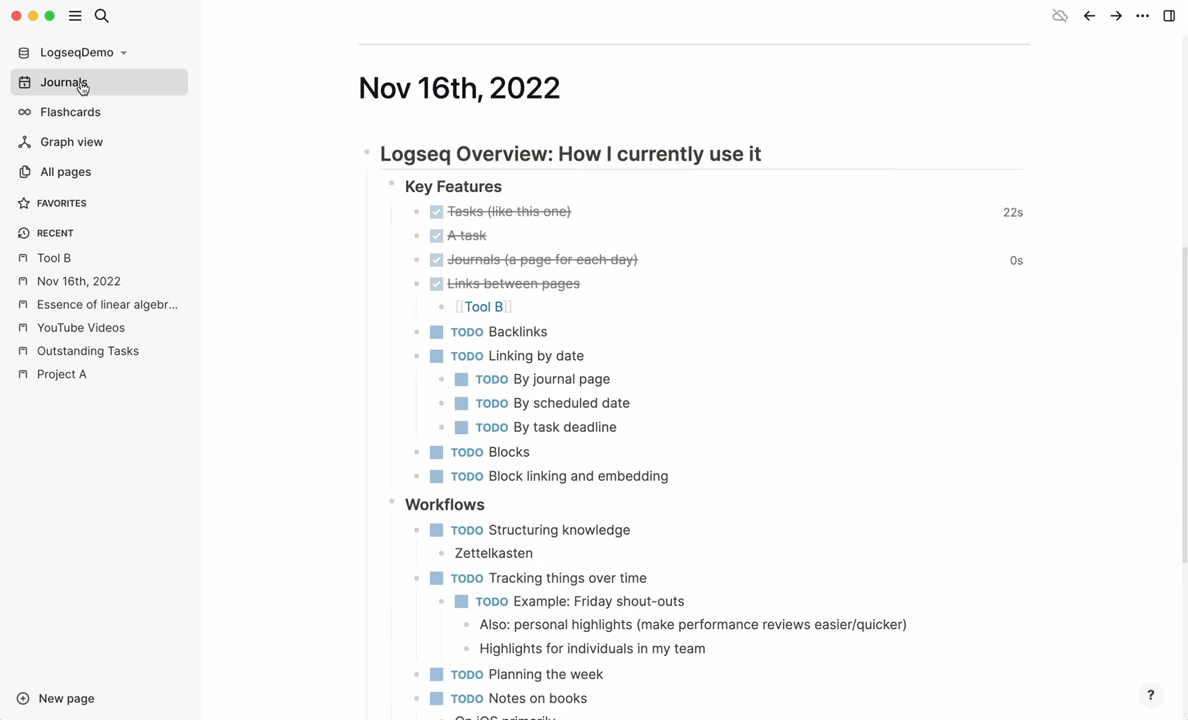 LogseqDemo
Journals
Flashcards
Graph view
All pages
FAVORITES
RECENT
Tool B
Nov 16th, 2022
Essence of linear algebr...
YouTube Videos
Outstanding Tasks
Project A
New page
Nov 16th, 2022
Logseq Overview: How I currently use it
Key Features
Tasks (like this one) 22s
A task
Journals (a page for each day) 0s
Links between pages
[[Tool B]]
TODO Backlinks
TODO Linking by date
TODO By journal page
TODO By scheduled date
TODO By task deadline
TODO Blocks
TODO Block linking and embedding
Workflows
TODO Structuring knowledge
Zettelkasten
TODO Tracking things over time
TODO Example: Friday shout-outs
Also: personal highlights (make performance reviews easier/quicker)
Highlights for individuals in my team
TODO Planning the week
TODO Notes on books
On iOS primarily
?